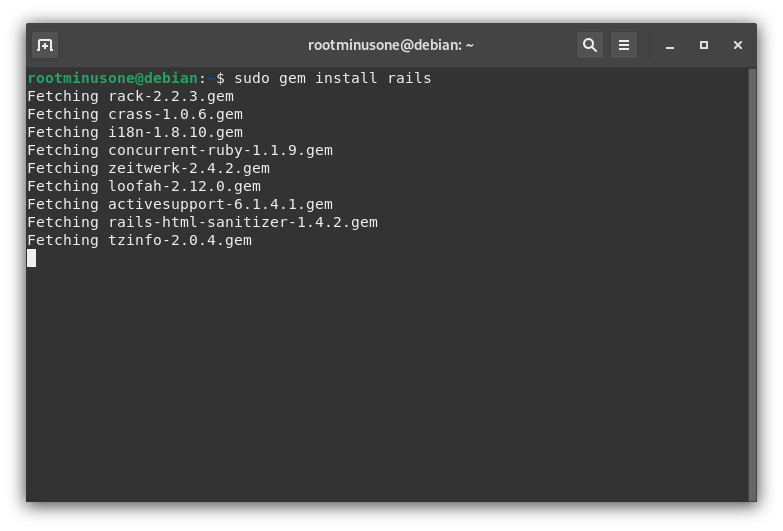 rootminusone@debian: ~
rootminusone@debian:~$ sudo gem install rails
Fetching rack-2.2.3.gem
Fetching crass-1.0.6.gem
Fetching i18n-1.8.10.gem
Fetching concurrent-ruby-1.1.9.gem
Fetching zeitwerk-2.4.2.gem
Fetching loofah-2.12.0.gem
Fetching activesupport-6.1.4.1.gem
Fetching rails-html-sanitizer-1.4.2.gem
Fetching tzinfo-2.0.4.gem